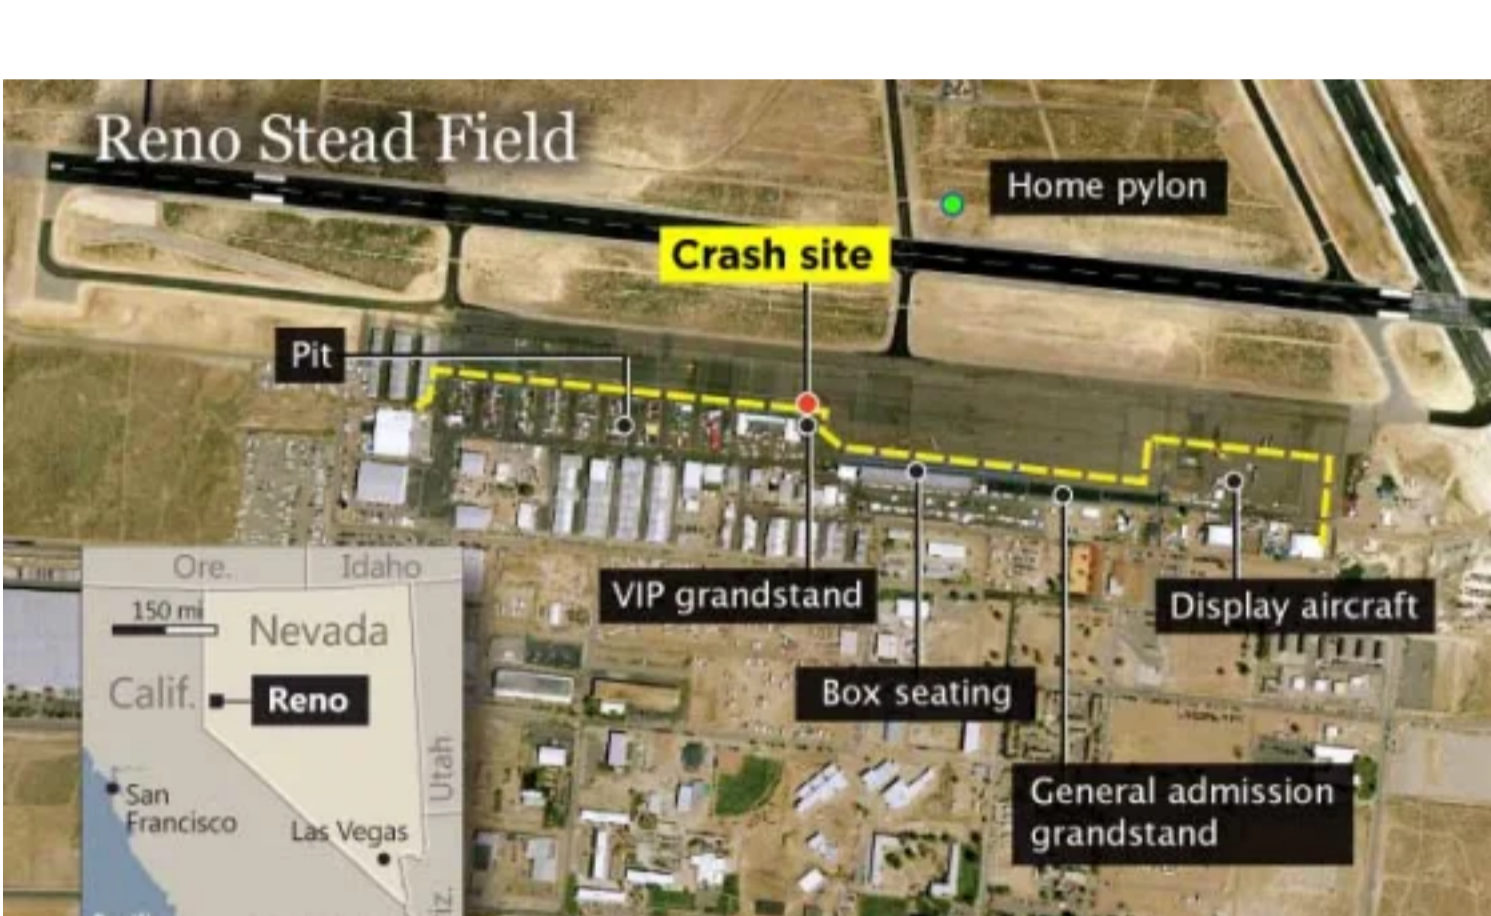 Reno Stead Field
Home pylon
Crash site
Pit
VIP grandstand
Display aircraft
Box seating
General admission
grandstand
Ore.
Idaho
150 mi
Nevada
Calif.
Reno
Utah
San
Francisco
Las Vegas